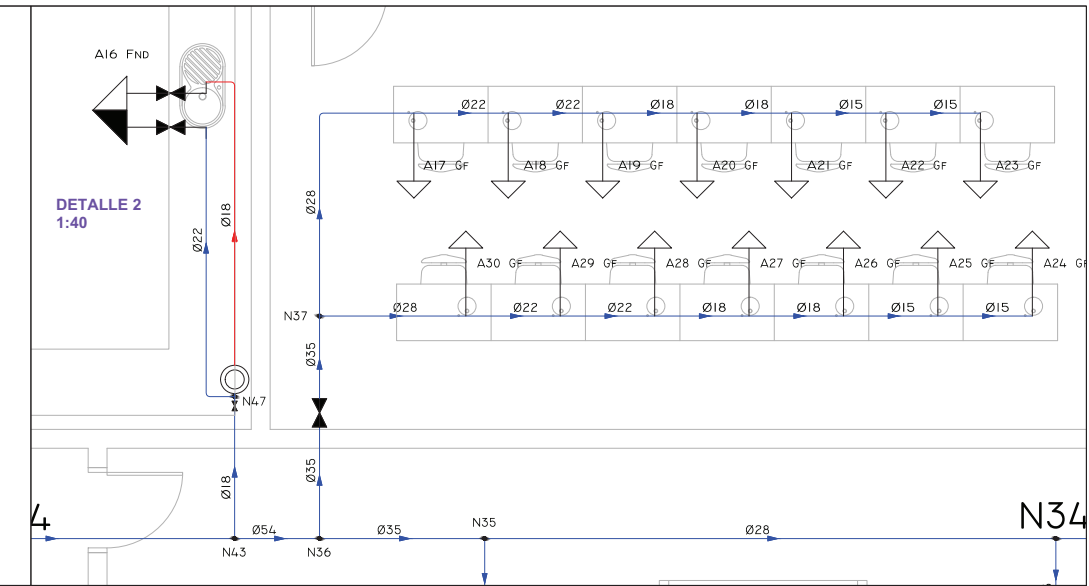 A16 FND
DETALLE 2
1:40
Ø22
Ø18
Ø28
Ø22
Ø22
Ø18
Ø18
Ø15
Ø15
A17 GF
A18 GF
A19 GF
A20 GF
A21 GF
A22 GF
A23 GF
A30 GF
A29 GF
A28 GF
A27 GF
A26 GF
A25 GF
A24 GF
N37
Ø28
Ø22
Ø22
Ø18
Ø18
Ø15
Ø15
Ø35
N47
Ø18
Ø35
4
Ø54
Ø35
N35
Ø28
N34
N43
N36